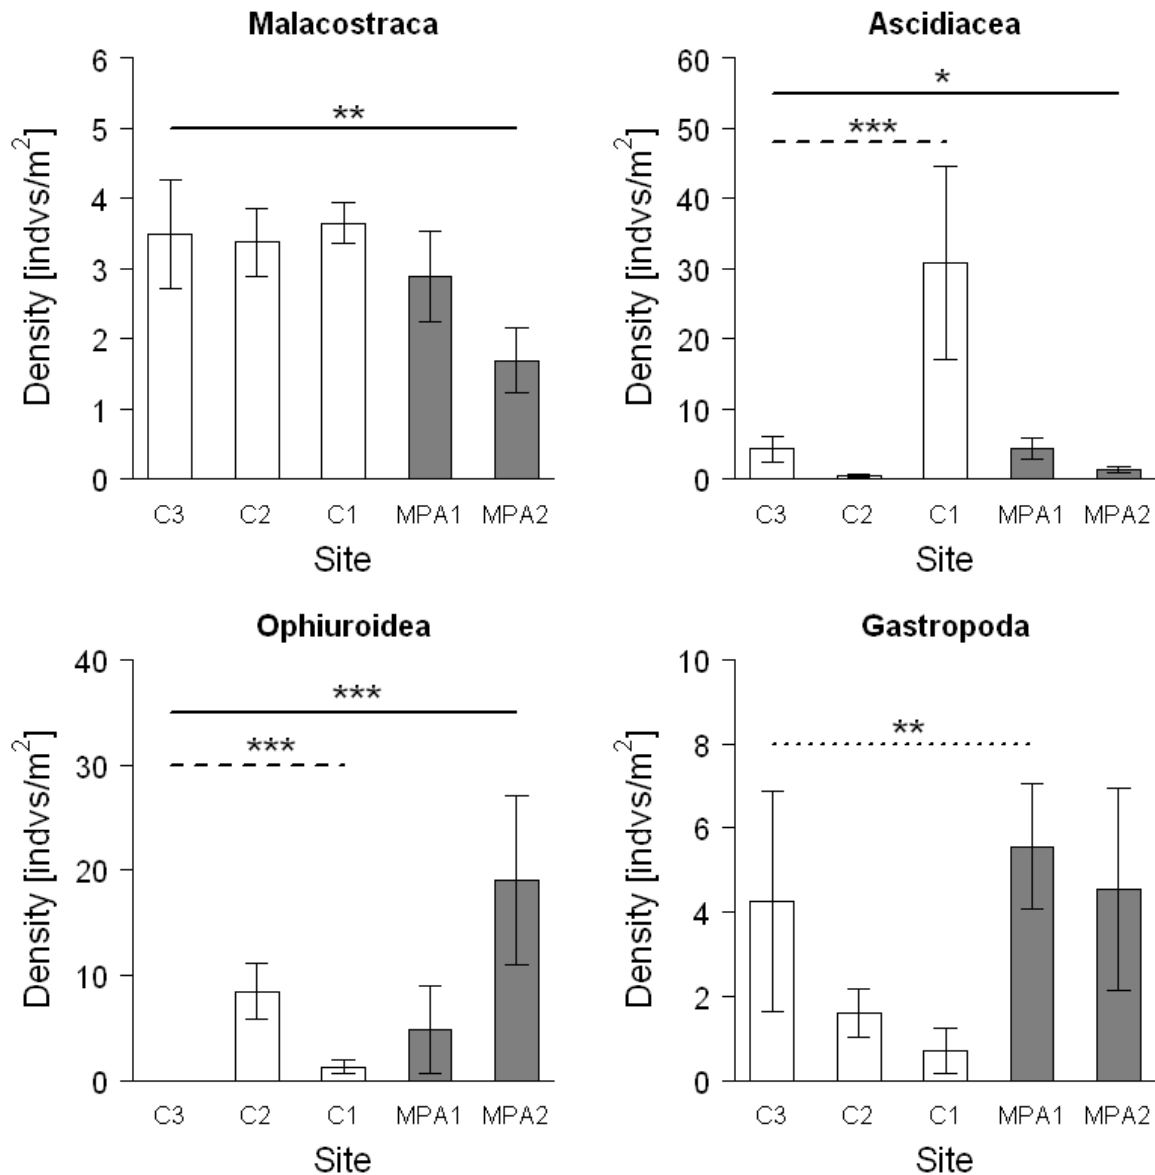 Malacostraca
Density [indvs/m²]
6
5
4
3
2
1
0
**
C3 C2 C1 MPA1 MPA2
Site
Ascidiacea
Density [indvs/m²]
60
50
40
30
20
10
0
*
***
C3 C2 C1 MPA1 MPA2
Site
Ophiuroidea
Density [indvs/m²]
40
30
20
10
0
***
***
C3 C2 C1 MPA1 MPA2
Site
Gastropoda
Density [indvs/m²]
10
8
6
4
2
0
**
C3 C2 C1 MPA1 MPA2
Site